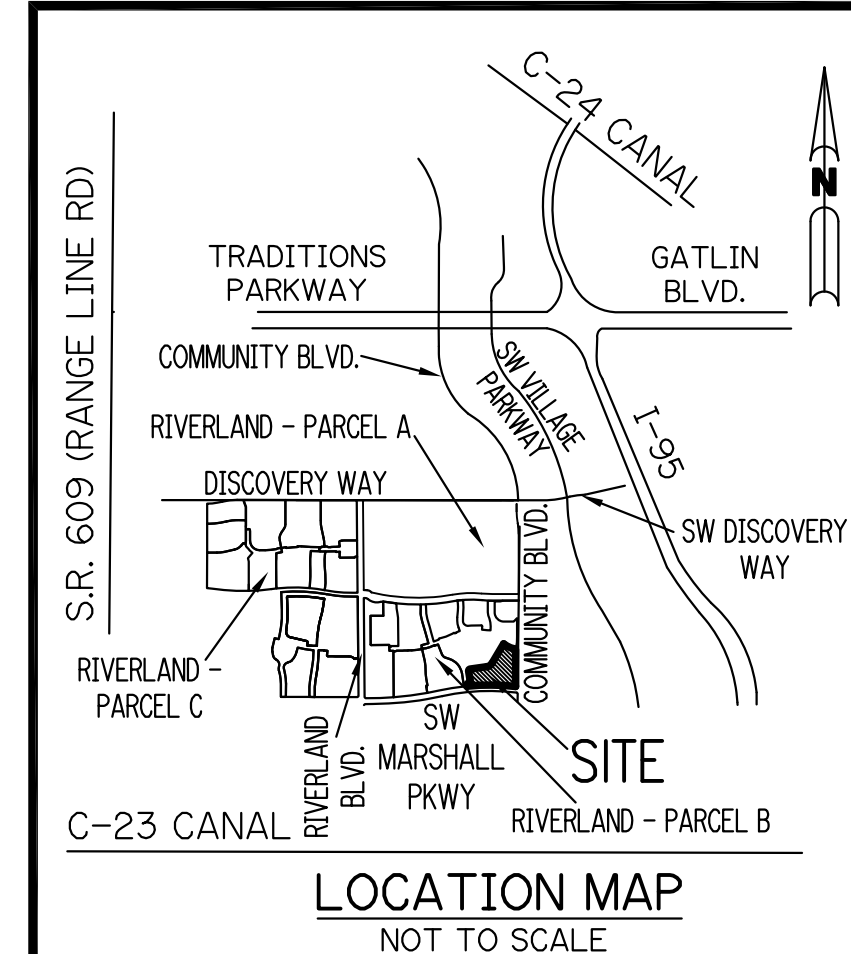 C-24 CANAL
S.R. 609 (RANGE LINE RD)
N
TRADITIONS
PARKWAY
GATLIN
BLVD.
COMMUNITY BLVD.
SW VILLAGE
PARKWAY
I-95
RIVERLAND - PARCEL A
DISCOVERY WAY
COMMUNITY BLVD.
SW DISCOVERY
WAY
RIVERLAND -
PARCEL C
RIVERLAND
BLVD.
SW
MARSHALL
PKWY
SITE
RIVERLAND - PARCEL B
C-23 CANAL
LOCATION MAP
NOT TO SCALE